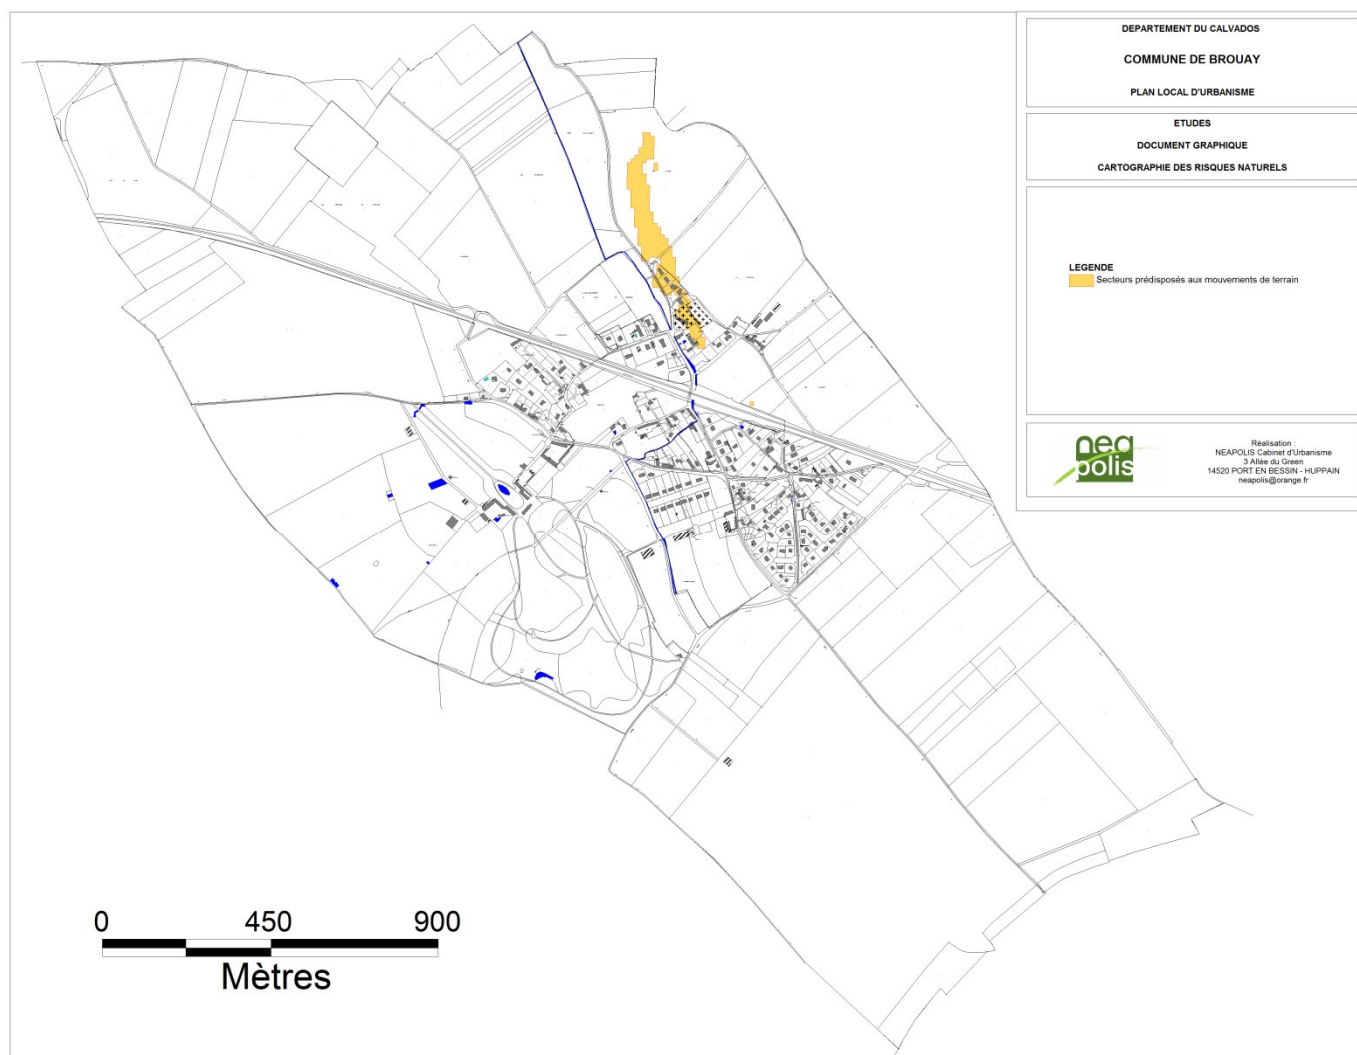 DEPARTEMENT DU CALVADOS
COMMUNE DE BROUAY
PLAN LOCAL D'URBANISME
ETUDES
DOCUMENT GRAPHIQUE
CARTOGRAPHIE DES RISQUES NATURELS
LEGENDE
Secteurs prédisposés aux mouvements de terrain
nea
polis
Réalisation :
NEAPOLIS Cabinet d'Urbanisme
3 Allée du Green
14520 PORT EN BESSIN - HUPPAIN
neapolis@orange.fr
0 450 900
Mètres